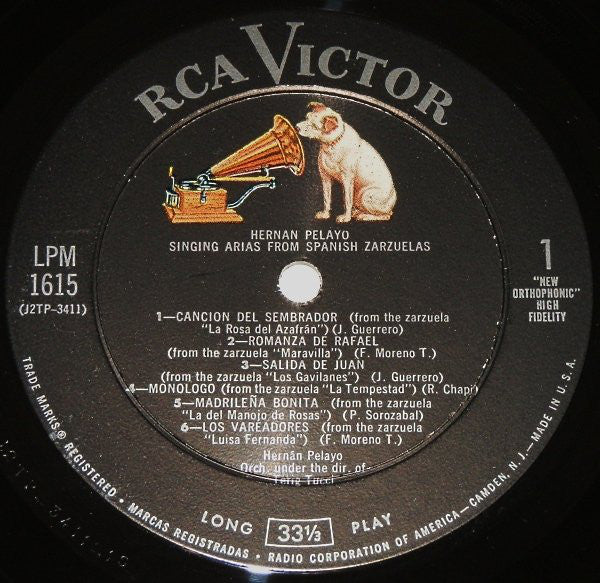 RCA VICTOR
HERNAN PELAYO
SINGING ARIAS FROM SPANISH ZARZUELAS
LPM
1615
(J2TP-3411)
1
"NEW
ORTHOPHONIC"
HIGH
FIDELITY
1—CANCION DEL SEMBRADOR (from the zarzuela
"La Rosa del Azafrán") (J. Guerrero)
2—ROMANZA DE RAFAEL
(from the zarzuela "Maravilla") (F. Moreno T.)
3—SALIDA DE JUAN
(from the zarzuela "Los Gavilanes") (J. Guerrero)
4—MONOLOGO (from the zarzuela "La Tempestad") (R. Chapi)
5—MADRILEÑA BONITA (from the zarzuela
"La del Manojo de Rosas") (P. Sorozabal)
6—LOS VAREADORES (from the zarzuela
"Luisa Fernanda") (F. Moreno T.)
Hernán Pelayo
Orch. under the dir. of
Terig Tucci
LONG 33⅓ PLAY
TRADE MARKS® REGISTERED • MARCAS REGISTRADAS • RADIO CORPORATION OF AMERICA—CAMDEN, N. J.—MADE IN U.S.A.